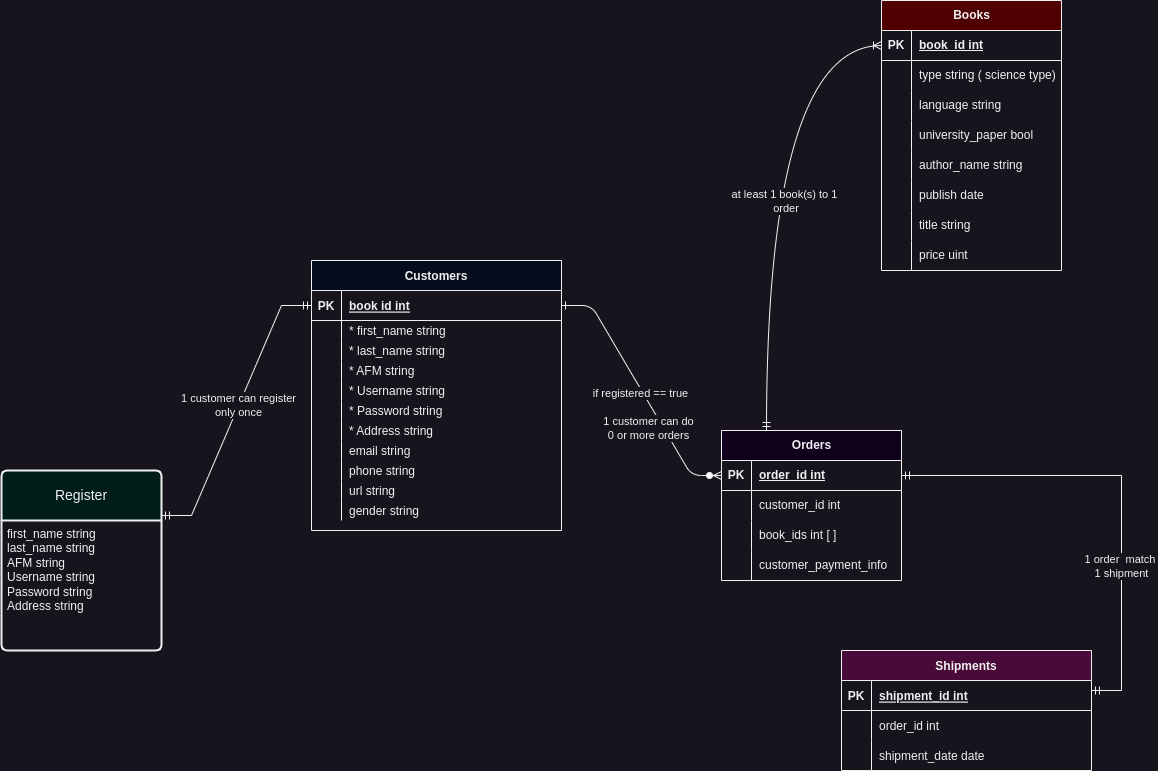 Books
PK book_id int
type string ( science type)
language string
university_paper bool
author_name string
publish date
title string
price uint
at least 1 book(s) to 1
order
Customers
PK book id int
* first_name string
* last_name string
* AFM string
* Username string
* Password string
* Address string
email string
phone string
url string
gender string
1 customer can register
only once
if registered == true
1 customer can do
0 or more orders
Register
first_name string
last_name string
AFM string
Username string
Password string
Address string
Orders
PK order_id int
customer_id int
book_ids int [ ]
customer_payment_info
1 order match
1 shipment
Shipments
PK shipment_id int
order_id int
shipment_date date